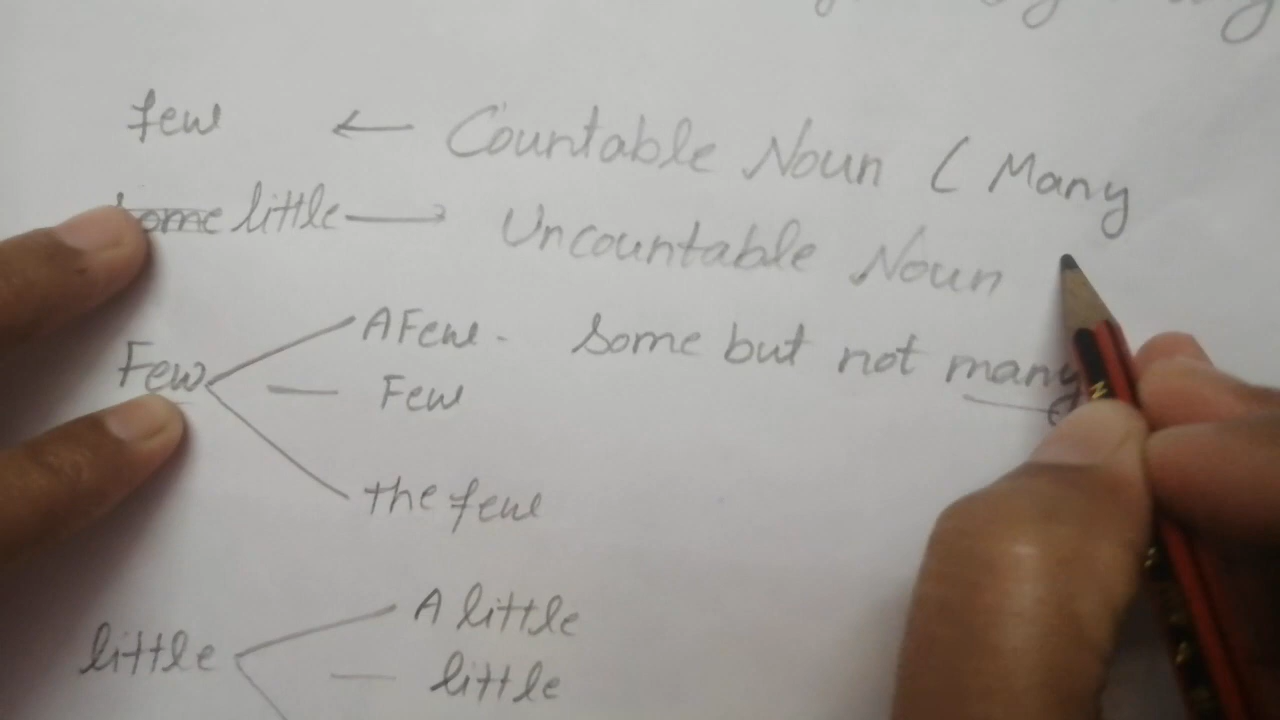 few ← Countable Noun ( Many
some little → Uncountable Noun
A Few - Some but not many
Few
Few
the few
A little
little
little